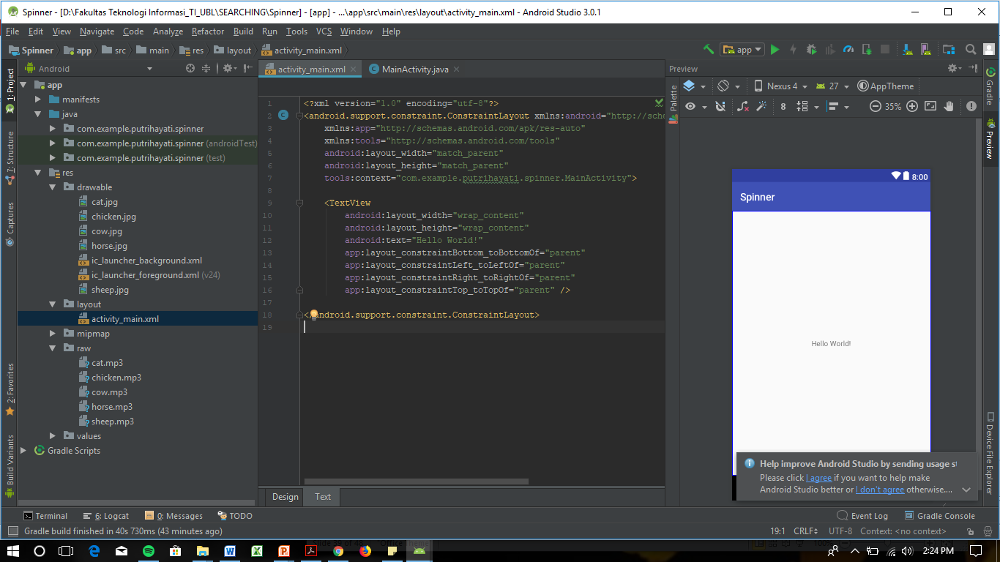 Spinner - [D:\Fakultas Teknologi Informasi_TI_UBL\SEARCHING\Spinner] - [app] - ...\app\src\main\res\layout\activity_main.xml - Android Studio 3.0.1
File Edit View Navigate Code Analyze Refactor Build Run Tools VCS Window Help
Spinner app src main res layout activity_main.xml app
Android
activity_main.xml MainActivity.java
Preview
1: Project
7: Structure
Captures
2: Favorites
Build Variants
app
manifests
java
com.example.putrihayati.spinner
com.example.putrihayati.spinner (androidTest)
com.example.putrihayati.spinner (test)
res
drawable
cat.jpg
chicken.jpg
cow.jpg
horse.jpg
ic_launcher_background.xml
ic_launcher_foreground.xml (v24)
sheep.jpg
layout
activity_main.xml
mipmap
raw
cat.mp3
chicken.mp3
cow.mp3
horse.mp3
sheep.mp3
values
Gradle Scripts
1 <?xml version="1.0" encoding="utf-8"?>
2 <android.support.constraint.ConstraintLayout xmlns:android="http://sche
3 xmlns:app="http://schemas.android.com/apk/res-auto"
4 xmlns:tools="http://schemas.android.com/tools"
5 android:layout_width="match_parent"
6 android:layout_height="match_parent"
7 tools:context="com.example.putrihayati.spinner.MainActivity">
8
9 <TextView
10 android:layout_width="wrap_content"
11 android:layout_height="wrap_content"
12 android:text="Hello World!"
13 app:layout_constraintBottom_toBottomOf="parent"
14 app:layout_constraintLeft_toLeftOf="parent"
15 app:layout_constraintRight_toRightOf="parent"
16 app:layout_constraintTop_toTopOf="parent" />
17
18 </android.support.constraint.ConstraintLayout>
19
Design Text
Palette
Nexus 4 27 AppTheme
8 35%
8:00
Spinner
Hello World!
Help improve Android Studio by sending usage st
Please click I agree if you want to help make
Android Studio better or I don't agree otherwise....
Gradle
Preview
Device File Explorer
Terminal 6: Logcat 0: Messages TODO Event Log Gradle Console
Gradle build finished in 40s 730ms (43 minutes ago) 19:1 CRLF UTF-8 Context: <no context>
2:24 PM